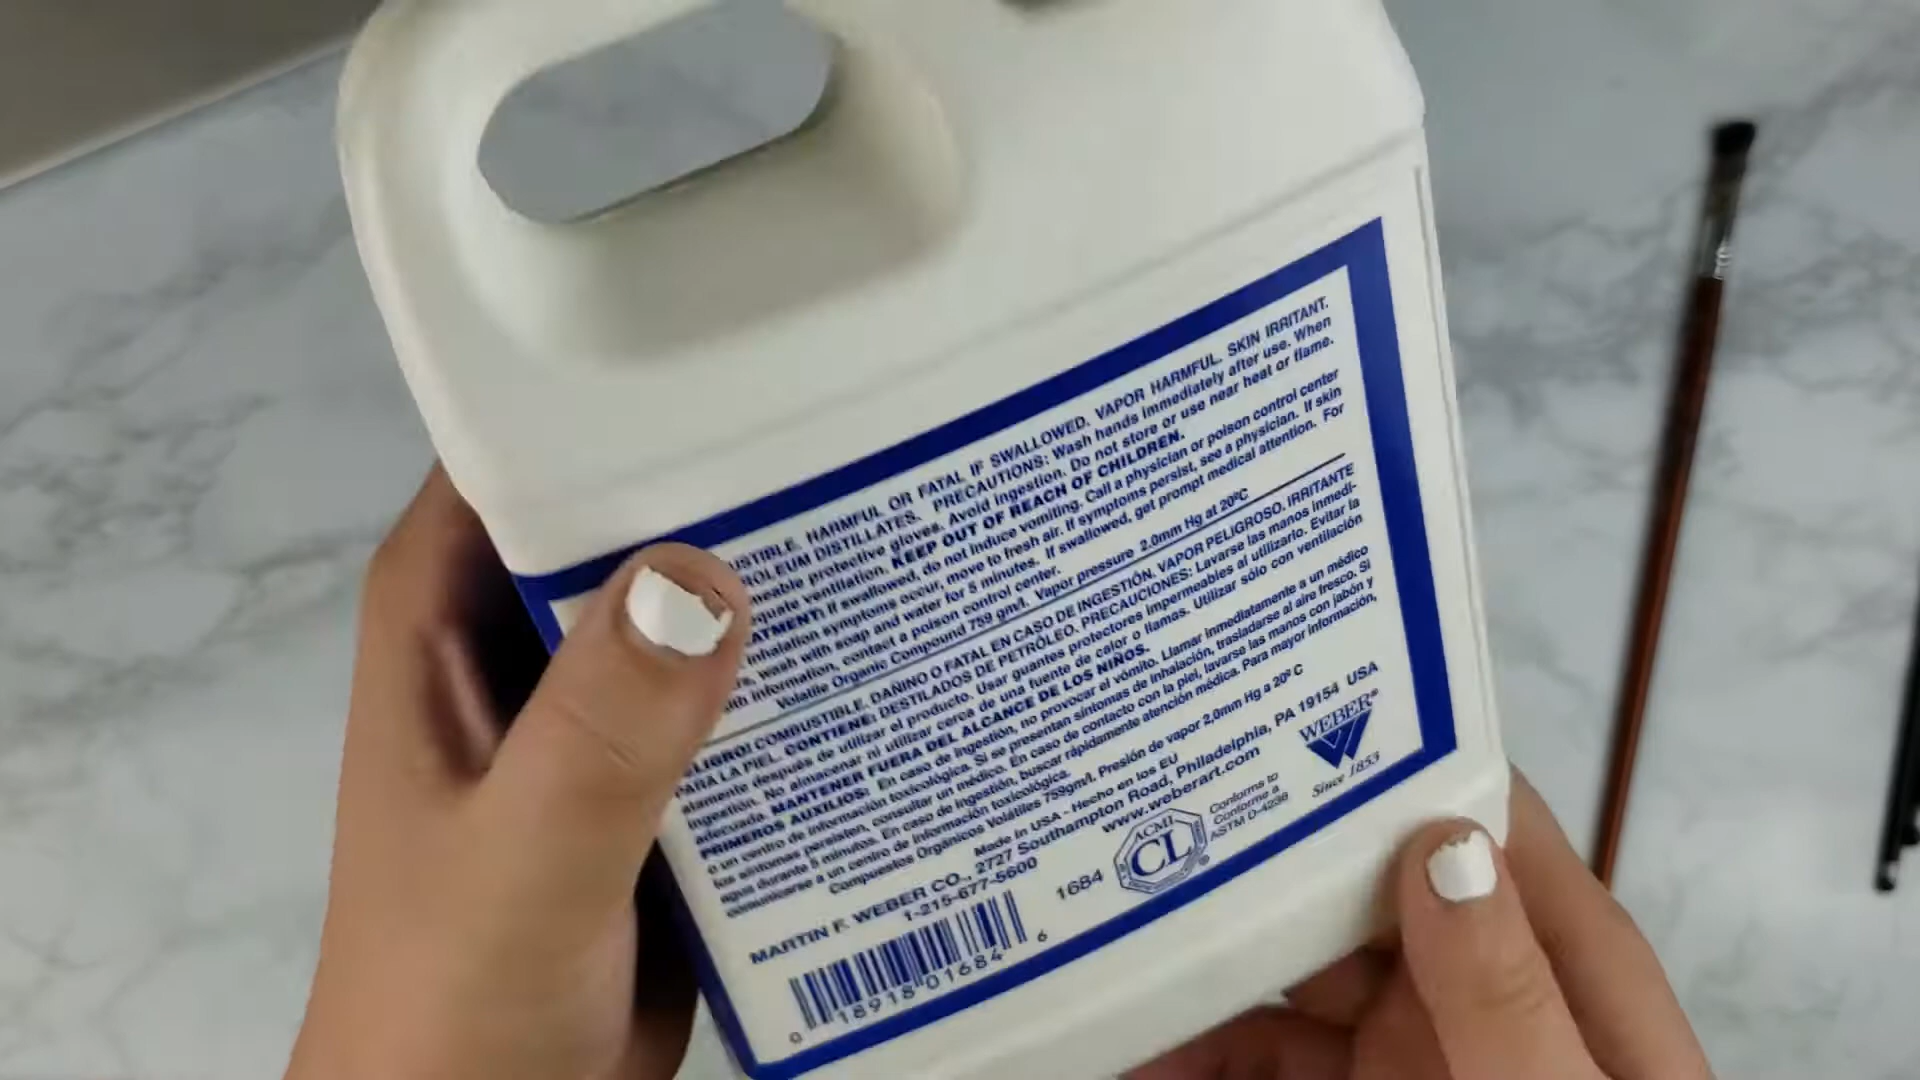 USTIBLE. HARMFUL OR FATAL IF SWALLOWED. VAPOR HARMFUL. SKIN IRRITANT.
OLEUM DISTILLATES. PRECAUTIONS: Wash hands immediately after use. When
meable protective gloves. Avoid ingestion. Do not store or use near heat or flame.
quate ventilation. KEEP OUT OF REACH OF CHILDREN.
ATMENT: If swallowed, do not induce vomiting. Call a physician or poison control center
inhalation symptoms occur, move to fresh air. If symptoms persist, see a physician. If skin
, wash with soap and water for 5 minutes. If swallowed, get prompt medical attention. For
lth information, contact a poison control center.
Volatile Organic Compound 759 gm/l. Vapor pressure 2.0mm Hg at 20ºC
LIGRO! COMBUSTIBLE. DAÑINO O FATAL EN CASO DE INGESTIÓN. VAPOR PELIGROSO. IRRITANTE
PARA LA PIEL. CONTIENE: DESTILADOS DE PETRÓLEO. PRECAUCIONES: Lavarse las manos inmedi-
atamente después de utilizar el producto. Usar guantes protectores impermeables al utilizarlo. Evitar la
ingestión. No almacenar ni utilizar cerca de una fuente de calor o llamas. Utilizar sólo con ventilación
adecuada. MANTENER FUERA DEL ALCANCE DE LOS NIÑOS.
PRIMEROS AUXILIOS: En caso de ingestión, no provocar el vómito. Llamar inmediatamente a un médico
o un centro de información toxicológica. Si se presentan síntomas de inhalación, trasladarse al aire fresco. Si
los síntomas persisten, consultar un médico. En caso de contacto con la piel, lavarse las manos con jabón y
agua durante 5 minutos. En caso de ingestión, buscar rápidamente atención médica. Para mayor información,
comunicarse a un centro de información toxicológica.
Compuestos Orgánicos Volátiles 759gm/l. Presión de vapor 2,0mm Hg a 20º C
Made in USA - Hecho en los EU
MARTIN F. WEBER CO., 2727 Southampton Road, Philadelphia, PA 19154 USA
1-215-677-5600 www.weberart.com
WEBER®
Since 1853
1684
ACMI
CL
®
Conforms to
Conforme a
ASTM D-4236
0 18918 01684 6